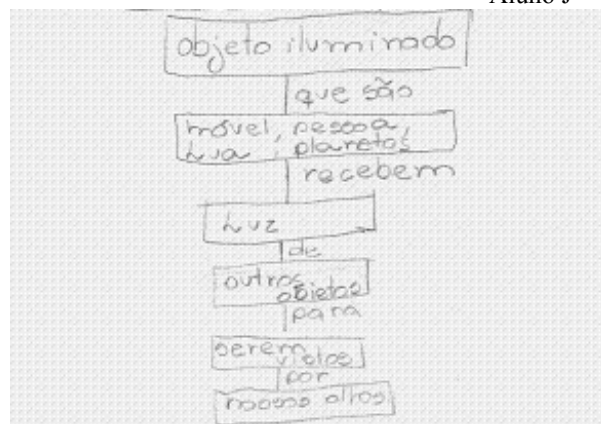 Aluno J
objeto iluminado
que são
móvel, pessoa,
Lua, planetas
recebem
Luz
de
outros
objetos
para
serem
vistos
por
nossos olhos